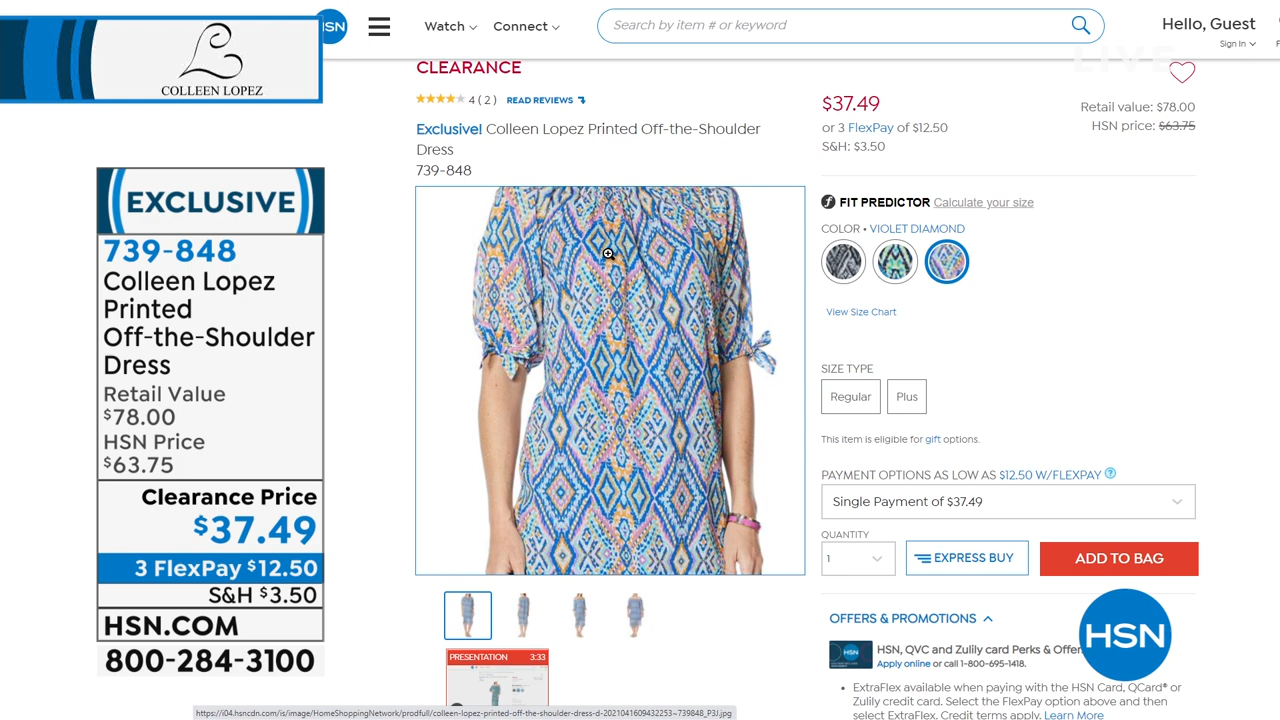 COLLEEN LOPEZ
EXCLUSIVE
739-848
Colleen Lopez
Printed
Off-the-Shoulder
Dress
Retail Value
$78.00
HSN Price
$63.75
Clearance Price
$37.49
3 FlexPay $12.50
S&H $3.50
HSN.COM
800-284-3100
HSN
Watch
Connect
Search by item # or keyword
Hello, Guest
Sign In
LIVE
CLEARANCE
4 ( 2 ) READ REVIEWS
Exclusive! Colleen Lopez Printed Off-the-Shoulder
Dress
739-848
$37.49
or 3 FlexPay of $12.50
S&H: $3.50
Retail value: $78.00
HSN price: $63.75
FIT PREDICTOR Calculate your size
COLOR • VIOLET DIAMOND
View Size Chart
SIZE TYPE
Regular Plus
This item is eligible for gift options.
PAYMENT OPTIONS AS LOW AS $12.50 W/FLEXPAY ?
Single Payment of $37.49
QUANTITY
1
EXPRESS BUY
ADD TO BAG
OFFERS & PROMOTIONS
HSN
HSN, QVC and Zulily card Perks & Offer
Apply online or call 1-800-695-1418.
• ExtraFlex available when paying with the HSN Card, QCard® or
Zulily credit card. Select the FlexPay option above and then
select ExtraFlex. Credit terms apply. Learn More
HSN
PRESENTATION 3:33
https://i04.hsncdn.com/is/image/HomeShoppingNetwork/prodfull/colleen-lopez-printed-off-the-shoulder-dress-d-2021041609432253~739848_P3J.jpg